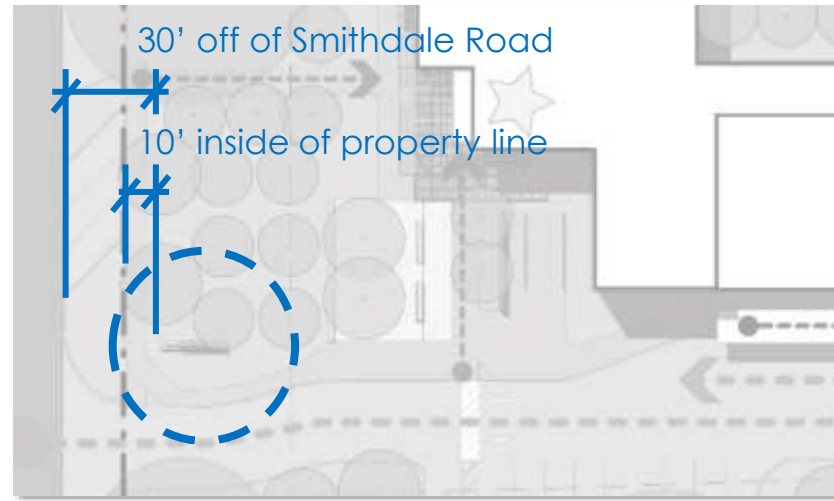 30’ off of Smithdale Road
10’ inside of property line